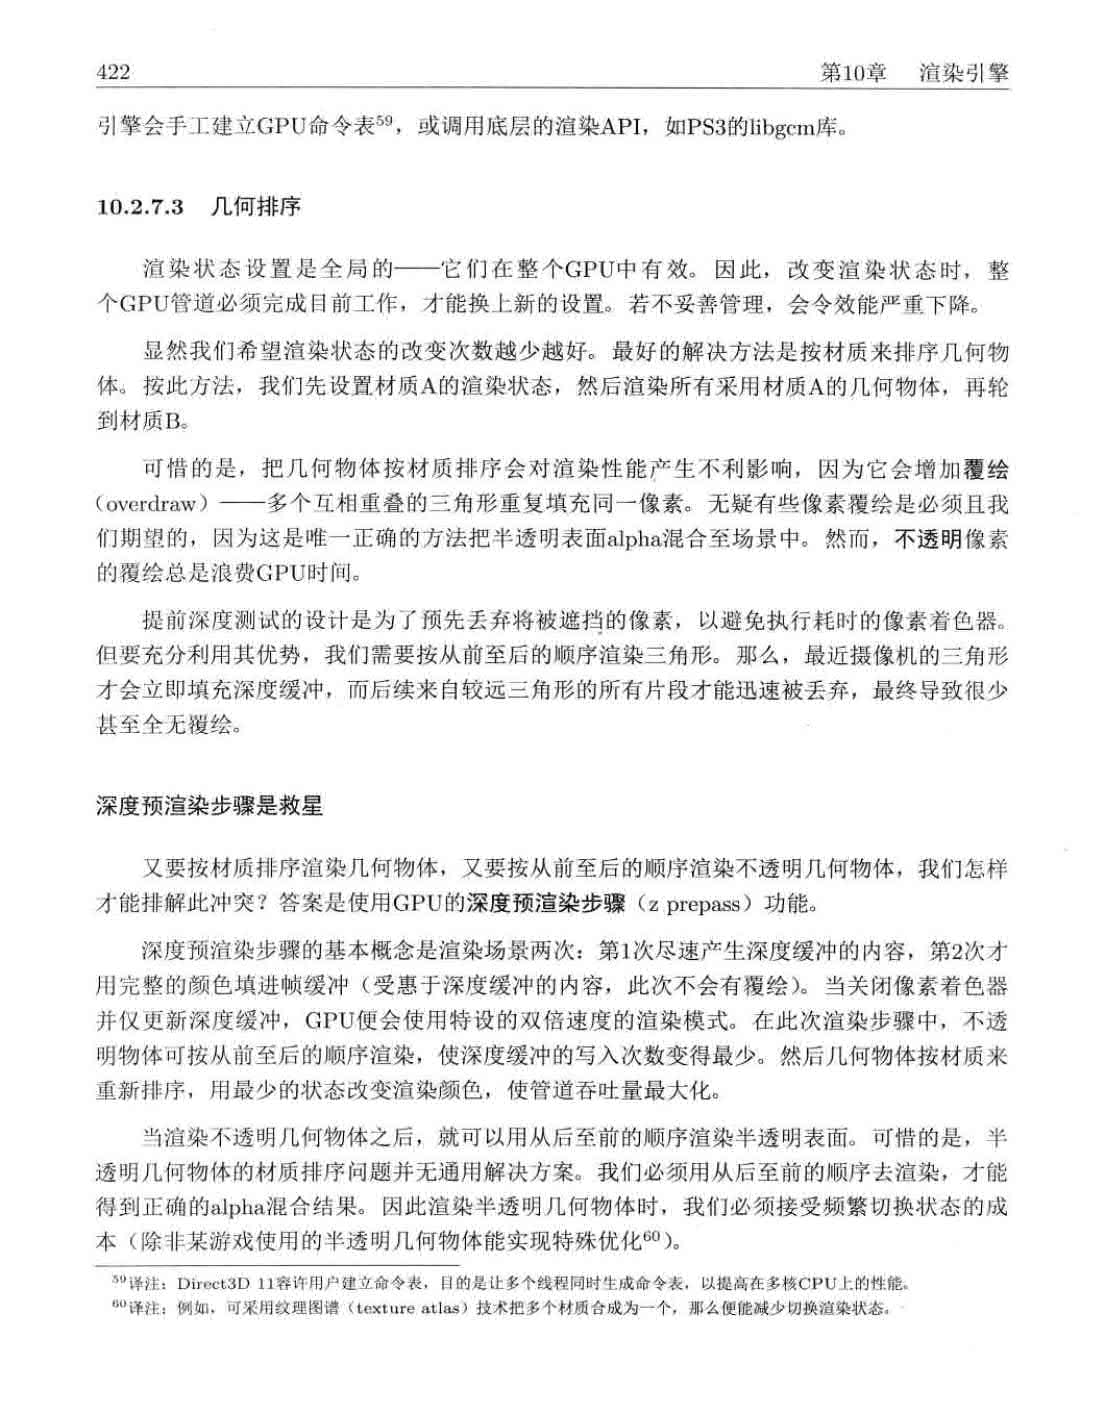 422
第10章 渲染引擎
引擎会手工建立GPU命令表59，或调用底层的渲染API，如PS3的libgcm库。
10.2.7.3 几何排序
渲染状态设置是全局的——它们在整个GPU中有效。因此，改变渲染状态时，整
个GPU管道必须完成目前工作，才能换上新的设置。若不妥善管理，会令效能严重下降。
显然我们希望渲染状态的改变次数越少越好。最好的解决方法是按材质来排序几何物
体。按此方法，我们先设置材质A的渲染状态，然后渲染所有采用材质A的几何物体，再轮
到材质B。
可惜的是，把几何物体按材质排序会对渲染性能产生不利影响，因为它会增加覆绘
（overdraw）——多个互相重叠的三角形重复填充同一像素。无疑有些像素覆绘是必须且我
们期望的，因为这是唯一正确的方法把半透明表面alpha混合至场景中。然而，不透明像素
的覆绘总是浪费GPU时间。
提前深度测试的设计是为了预先丢弃将被遮挡的像素，以避免执行耗时的像素着色器。
但要充分利用其优势，我们需要按从前至后的顺序渲染三角形。那么，最近摄像机的三角形
才会立即填充深度缓冲，而后续来自较远三角形的所有片段才能迅速被丢弃，最终导致很少
甚至全无覆绘。
深度预渲染步骤是救星
又要按材质排序渲染几何物体，又要按从前至后的顺序渲染不透明几何物体，我们怎样
才能排解此冲突？答案是使用GPU的深度预渲染步骤（z prepass）功能。
深度预渲染步骤的基本概念是渲染场景两次：第1次尽速产生深度缓冲的内容，第2次才
用完整的颜色填进帧缓冲（受惠于深度缓冲的内容，此次不会有覆绘）。当关闭像素着色器
并仅更新深度缓冲，GPU便会使用特设的双倍速度的渲染模式。在此次渲染步骤中，不透
明物体可按从前至后的顺序渲染，使深度缓冲的写入次数变得最少。然后几何物体按材质来
重新排序，用最少的状态改变渲染颜色，使管道吞吐量最大化。
当渲染不透明几何物体之后，就可以用从后至前的顺序渲染半透明表面。可惜的是，半
透明几何物体的材质排序问题并无通用解决方案。我们必须用从后至前的顺序去渲染，才能
得到正确的alpha混合结果。因此渲染半透明几何物体时，我们必须接受频繁切换状态的成
本（除非某游戏使用的半透明几何物体能实现特殊优化60）。
59译注：Direct3D 11容许用户建立命令表，目的是让多个线程同时生成命令表，以提高在多核CPU上的性能。
60译注：例如，可采用纹理图谱（texture atlas）技术把多个材质合成为一个，那么便能减少切换渲染状态。